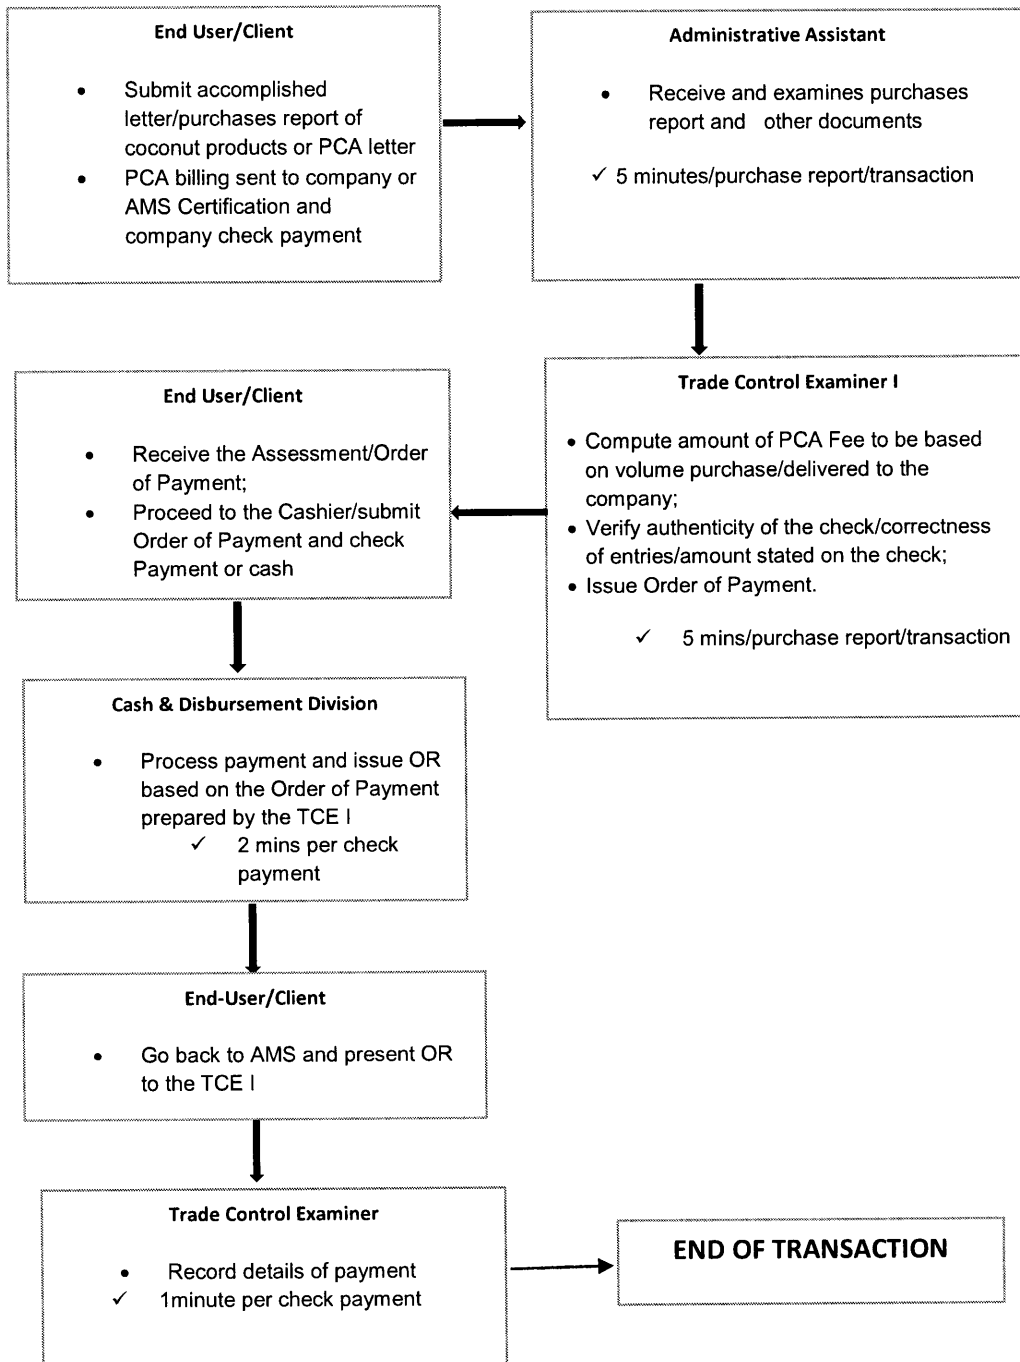 End User/Client
• Submit accomplished
letter/purchases report of
coconut products or PCA letter
• PCA billing sent to company or
AMS Certification and
company check payment
Administrative Assistant
• Receive and examines purchases
report and other documents
✓ 5 minutes/purchase report/transaction
Trade Control Examiner I
• Compute amount of PCA Fee to be based
on volume purchase/delivered to the
company;
• Verify authenticity of the check/correctness
of entries/amount stated on the check;
• Issue Order of Payment.
✓ 5 mins/purchase report/transaction
End User/Client
• Receive the Assessment/Order
of Payment;
• Proceed to the Cashier/submit
Order of Payment and check
Payment or cash
Cash & Disbursement Division
• Process payment and issue OR
based on the Order of Payment
prepared by the TCE I
✓ 2 mins per check
payment
End-User/Client
• Go back to AMS and present OR
to the TCE I
Trade Control Examiner
• Record details of payment
✓ 1minute per check payment
END OF TRANSACTION